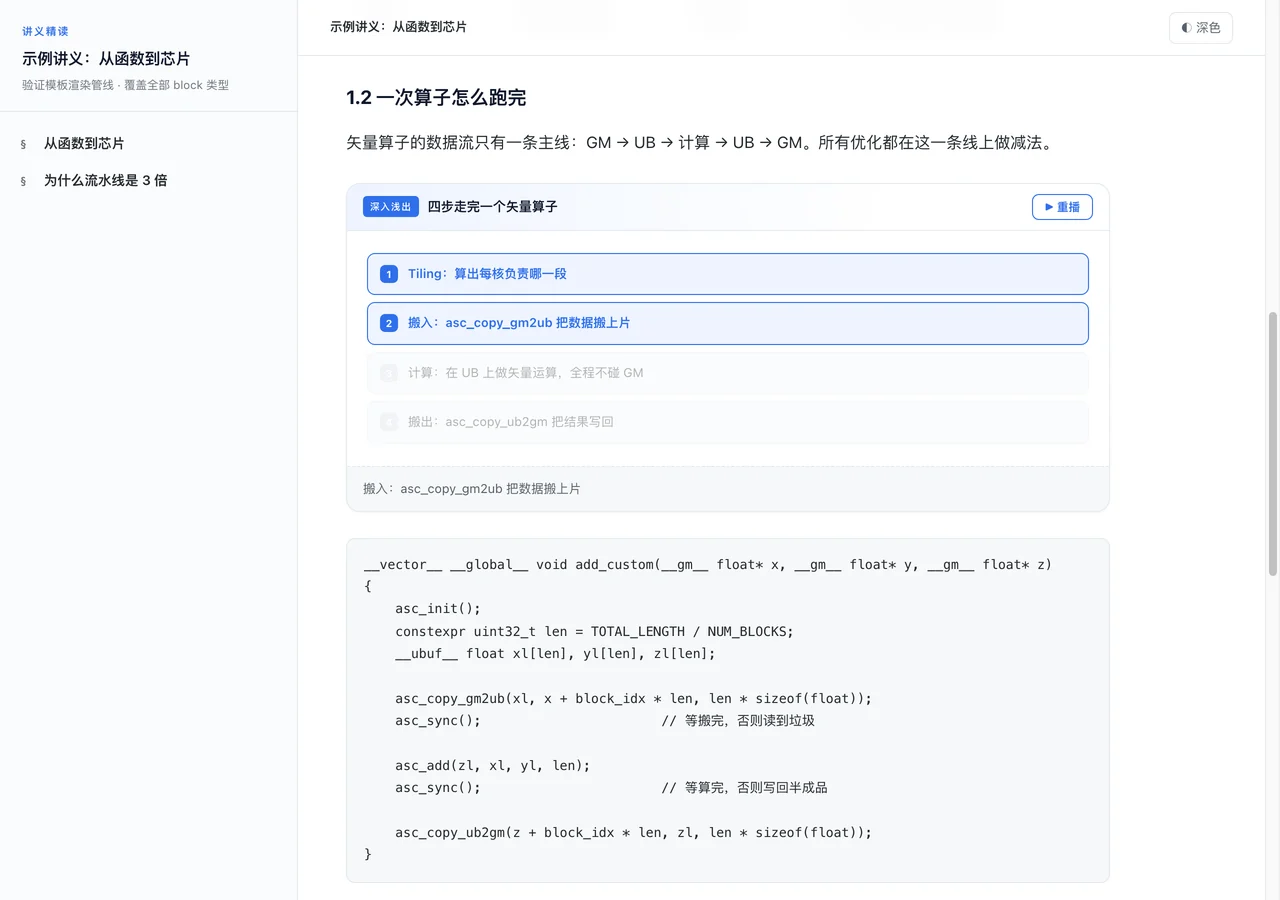 讲义精读
示例讲义：从函数到芯片
验证模板渲染管线 · 覆盖全部 block 类型
§ 从函数到芯片
§ 为什么流水线是 3 倍
示例讲义：从函数到芯片
深色
1.2 一次算子怎么跑完
矢量算子的数据流只有一条主线：GM → UB → 计算 → UB → GM。所有优化都在这一条线上做减法。
深入浅出 四步走完一个矢量算子
▶ 重播
1 Tiling：算出每核负责哪一段
2 搬入：asc_copy_gm2ub 把数据搬上片
3 计算：在 UB 上做矢量运算，全程不碰 GM
4 搬出：asc_copy_ub2gm 把结果写回
搬入：asc_copy_gm2ub 把数据搬上片
__vector__ __global__ void add_custom(__gm__ float* x, __gm__ float* y, __gm__ float* z)
{
    asc_init();
    constexpr uint32_t len = TOTAL_LENGTH / NUM_BLOCKS;
    __ubuf__ float xl[len], yl[len], zl[len];
    asc_copy_gm2ub(xl, x + block_idx * len, len * sizeof(float));
    asc_sync();                       // 等搬完，否则读到垃圾
    asc_add(zl, xl, yl, len);
    asc_sync();                       // 等算完，否则写回半成品
    asc_copy_ub2gm(z + block_idx * len, zl, len * sizeof(float));
}